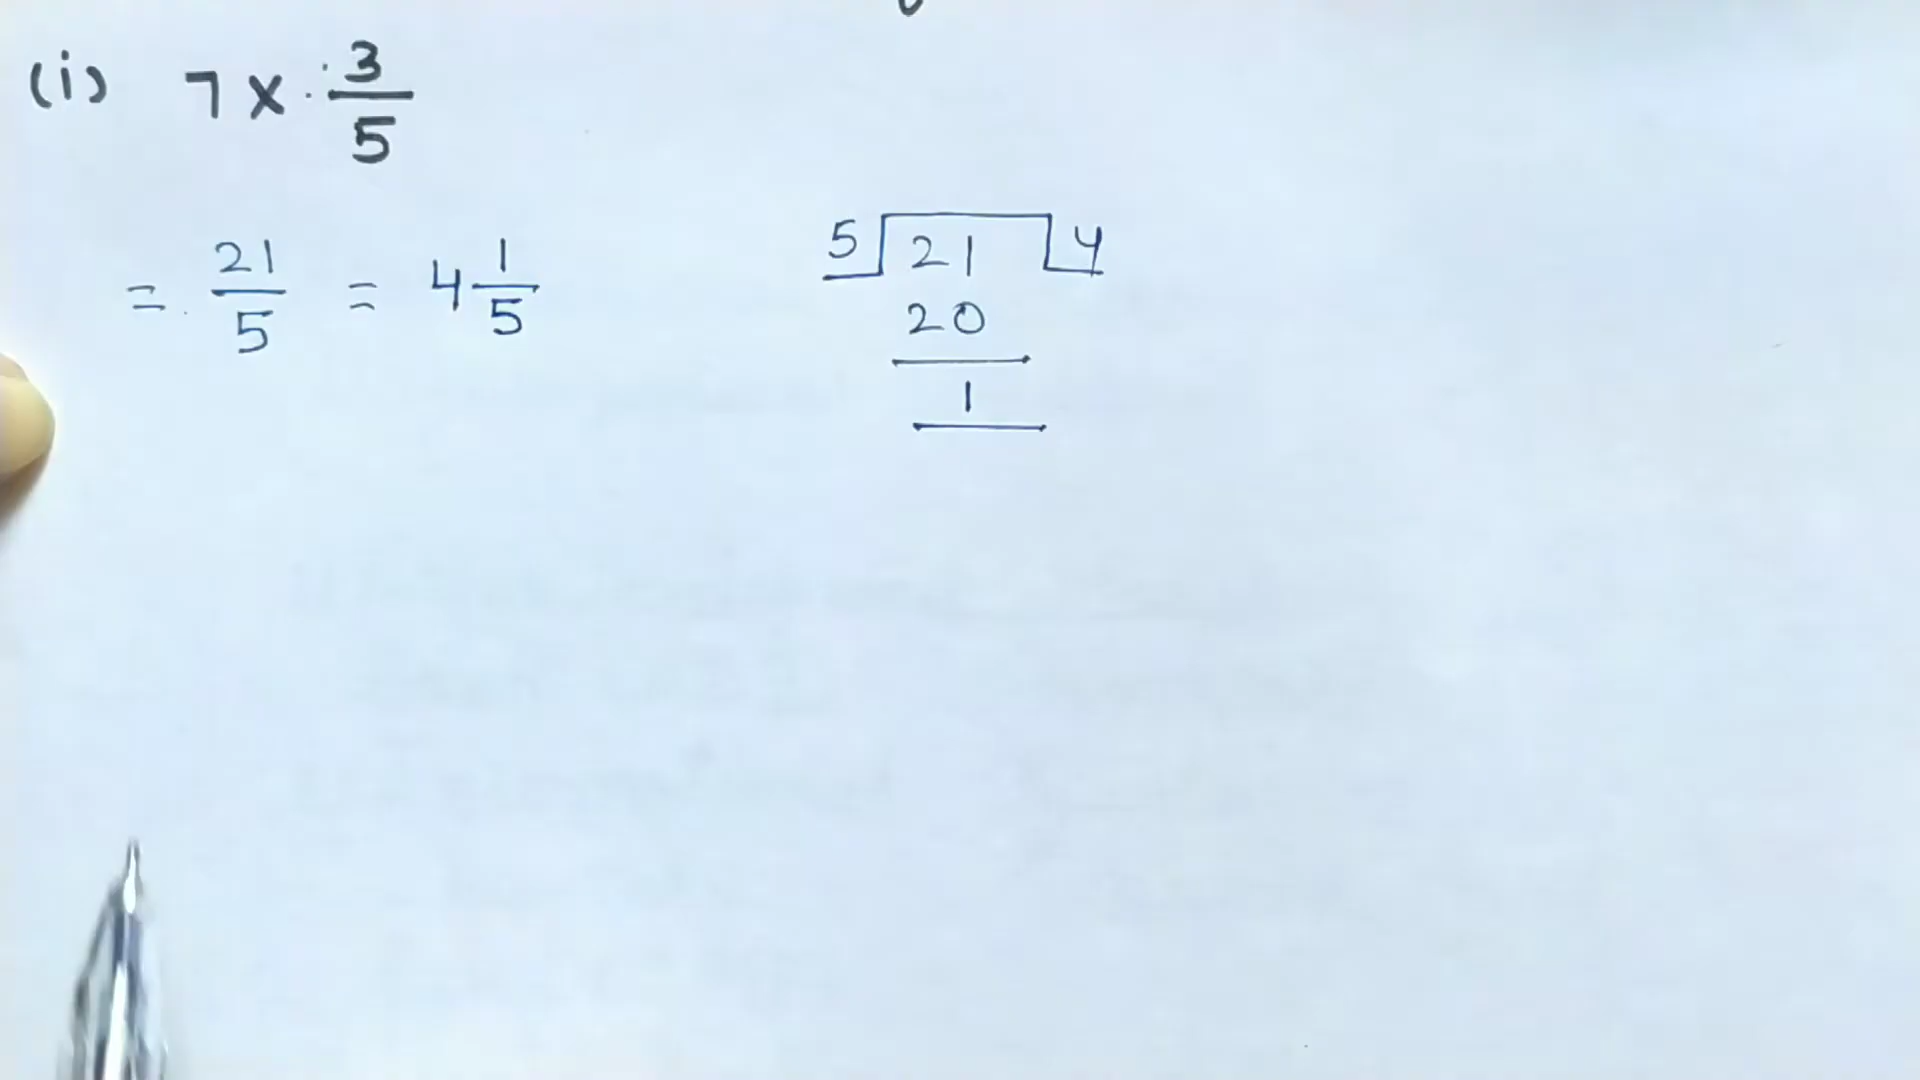 (i) 7 × 3/5
= 21/5 = 4 1/5
5 21 4
20
1